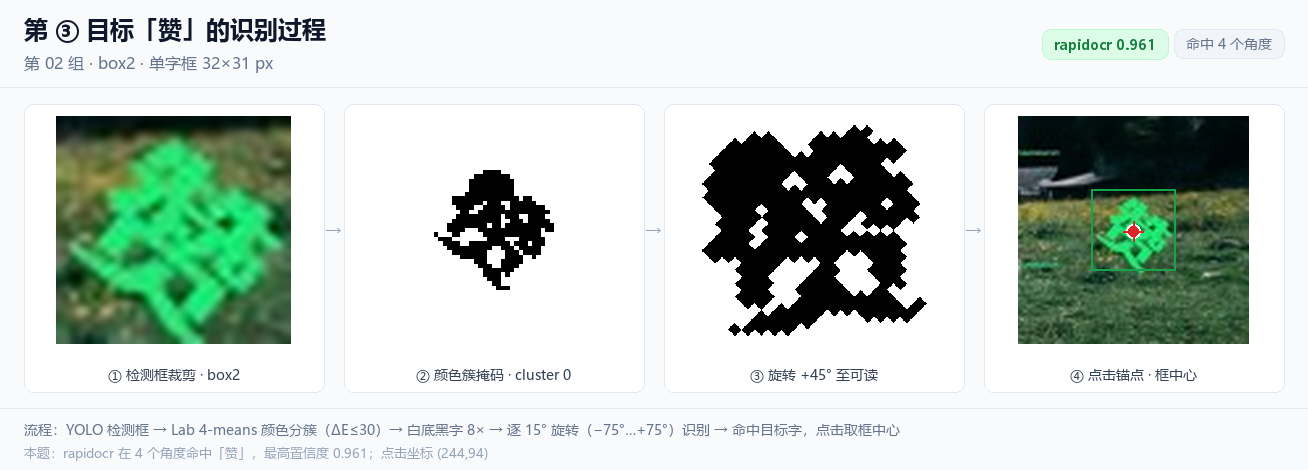 第 ③ 目标「赞」的识别过程
第 02 组 · box2 · 单字框 32×31 px
rapidocr 0.961
命中 4 个角度
赞
→
→
赞
→
① 检测框裁剪 · box2
② 颜色簇掩码 · cluster 0
③ 旋转 +45° 至可读
④ 点击锚点 · 框中心
流程：YOLO 检测框 → Lab 4-means 颜色分簇（ΔE≤30）→ 白底黑字 8× → 逐 15° 旋转（−75°…+75°）识别 → 命中目标字，点击取框中心
本题：rapidocr 在 4 个角度命中「赞」，最高置信度 0.961；点击坐标 (244,94)